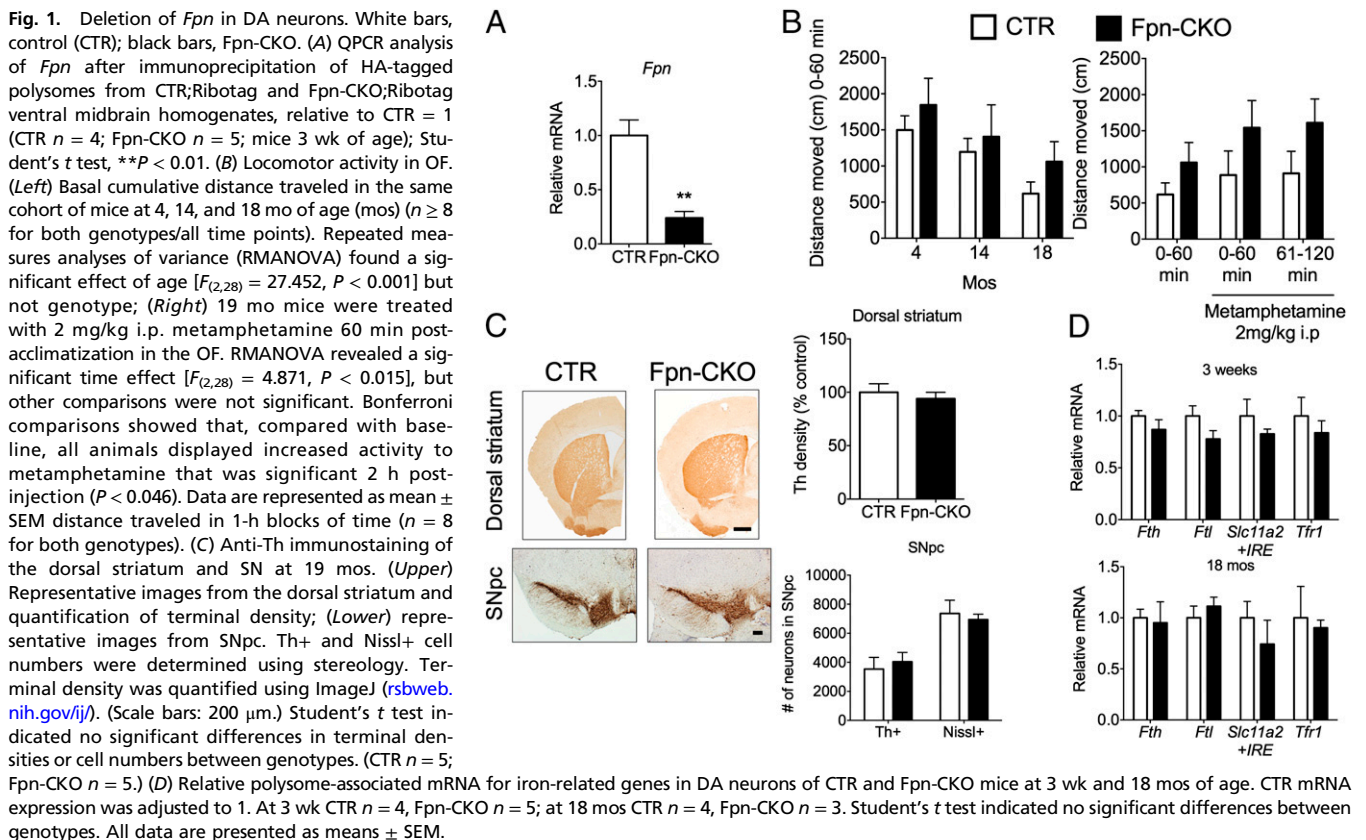 Fig. 1. Deletion of Fpn in DA neurons. White bars,
control (CTR); black bars, Fpn-CKO. (A) QPCR analysis
of Fpn after immunoprecipitation of HA-tagged
polysomes from CTR;Ribotag and Fpn-CKO;Ribotag
ventral midbrain homogenates, relative to CTR = 1
(CTR n = 4; Fpn-CKO n = 5; mice 3 wk of age); Stu-
dent's t test, **P < 0.01. (B) Locomotor activity in OF.
(Left) Basal cumulative distance traveled in the same
cohort of mice at 4, 14, and 18 mo of age (mos) (n ≥ 8
for both genotypes/all time points). Repeated mea-
sures analyses of variance (RMANOVA) found a sig-
nificant effect of age [F(2,28) = 27.452, P < 0.001] but
not genotype; (Right) 19 mo mice were treated
with 2 mg/kg i.p. metamphetamine 60 min post-
acclimatization in the OF. RMANOVA revealed a sig-
nificant time effect [F(2,28) = 4.871, P < 0.015], but
other comparisons were not significant. Bonferroni
comparisons showed that, compared with base-
line, all animals displayed increased activity to
metamphetamine that was significant 2 h post-
injection (P < 0.046). Data are represented as mean ±
SEM distance traveled in 1-h blocks of time (n = 8
for both genotypes). (C) Anti-Th immunostaining of
the dorsal striatum and SN at 19 mos. (Upper)
Representative images from the dorsal striatum and
quantification of terminal density; (Lower) repre-
sentative images from SNpc. Th+ and Nissl+ cell
numbers were determined using stereology. Ter-
minal density was quantified using ImageJ (rsbweb.
nih.gov/ij/). (Scale bars: 200 μm.) Student's t test in-
dicated no significant differences in terminal den-
sities or cell numbers between genotypes. (CTR n = 5;
Fpn-CKO n = 5.) (D) Relative polysome-associated mRNA for iron-related genes in DA neurons of CTR and Fpn-CKO mice at 3 wk and 18 mos of age. CTR mRNA
expression was adjusted to 1. At 3 wk CTR n = 4, Fpn-CKO n = 5; at 18 mos CTR n = 4, Fpn-CKO n = 3. Student's t test indicated no significant differences between
genotypes. All data are presented as means ± SEM.
A
Fpn
Relative mRNA
1.5
1.0
0.5
0.0
**
CTR Fpn-CKO
B
CTR Fpn-CKO
Distance moved (cm) 0-60 min
2500
2000
1500
1000
500
0
4 14 18
Mos
Distance moved (cm)
2500
2000
1500
1000
500
0
0-60 0-60 61-120
min min min
Metamphetamine
2mg/kg i.p
C
CTR Fpn-CKO
Dorsal striatum
SNpc
Dorsal striatum
Th density (% control)
150
100
50
0
CTR Fpn-CKO
SNpc
# of neurons in SNpc
10000
8000
6000
4000
2000
0
Th+ Nissl+
D
3 weeks
Relative mRNA
1.5
1.0
1.5
0.0
Fth Ftl Slc11a2 Tfr1
+IRE
18 mos
Relative mRNA
1.5
1.0
1.5
0.0
Fth Ftl Slc11a2 Tfr1
+IRE